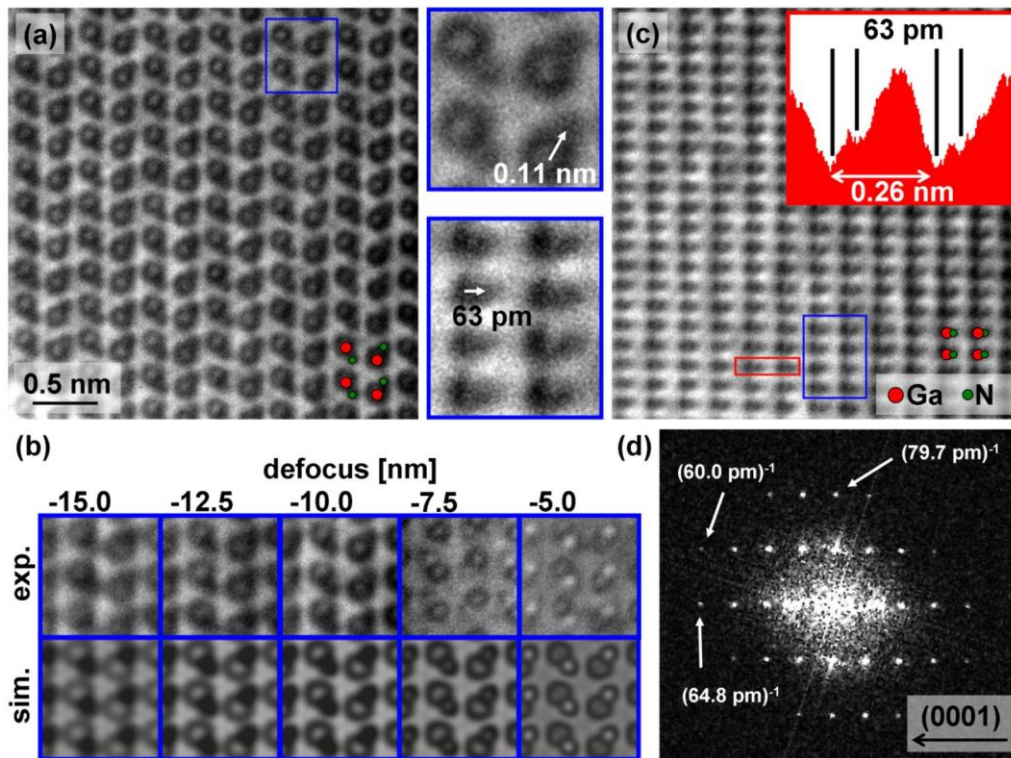 (a)
0.5 nm
0.11 nm
63 pm
(c)
63 pm
0.26 nm
Ga N
(b)
defocus [nm]
-15.0 -12.5 -10.0 -7.5 -5.0
exp.
sim.
(d)
(60.0 pm)⁻¹
(79.7 pm)⁻¹
(64.8 pm)⁻¹
(0001)